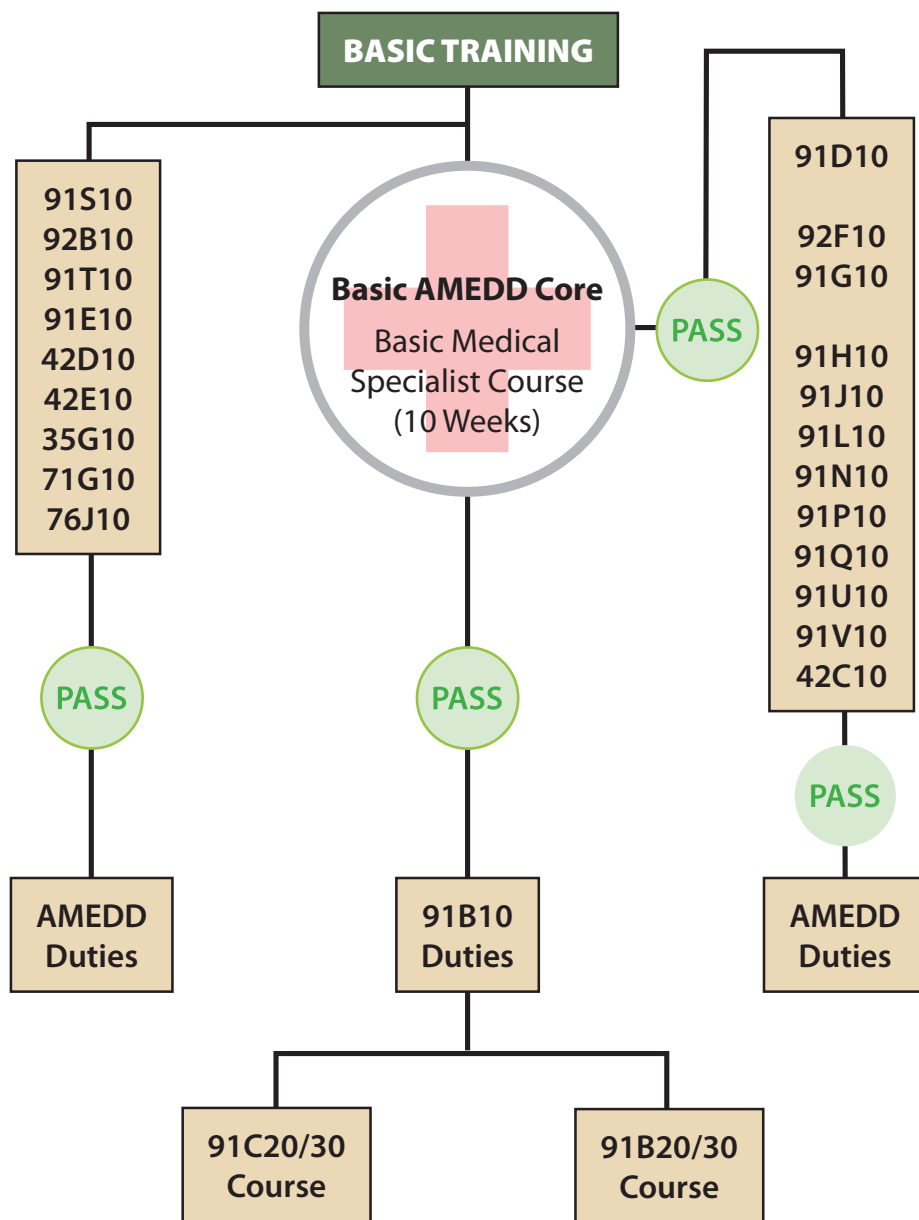 BASIC TRAINING
91S10
92B10
91T10
91E10
42D10
42E10
35G10
71G10
76J10
PASS
AMEDD
Duties
Basic AMEDD Core
Basic Medical
Specialist Course
(10 Weeks)
PASS
91B10
Duties
91C20/30
Course
91B20/30
Course
PASS
91D10
92F10
91G10
91H10
91J10
91L10
91N10
91P10
91Q10
91U10
91V10
42C10
PASS
AMEDD
Duties